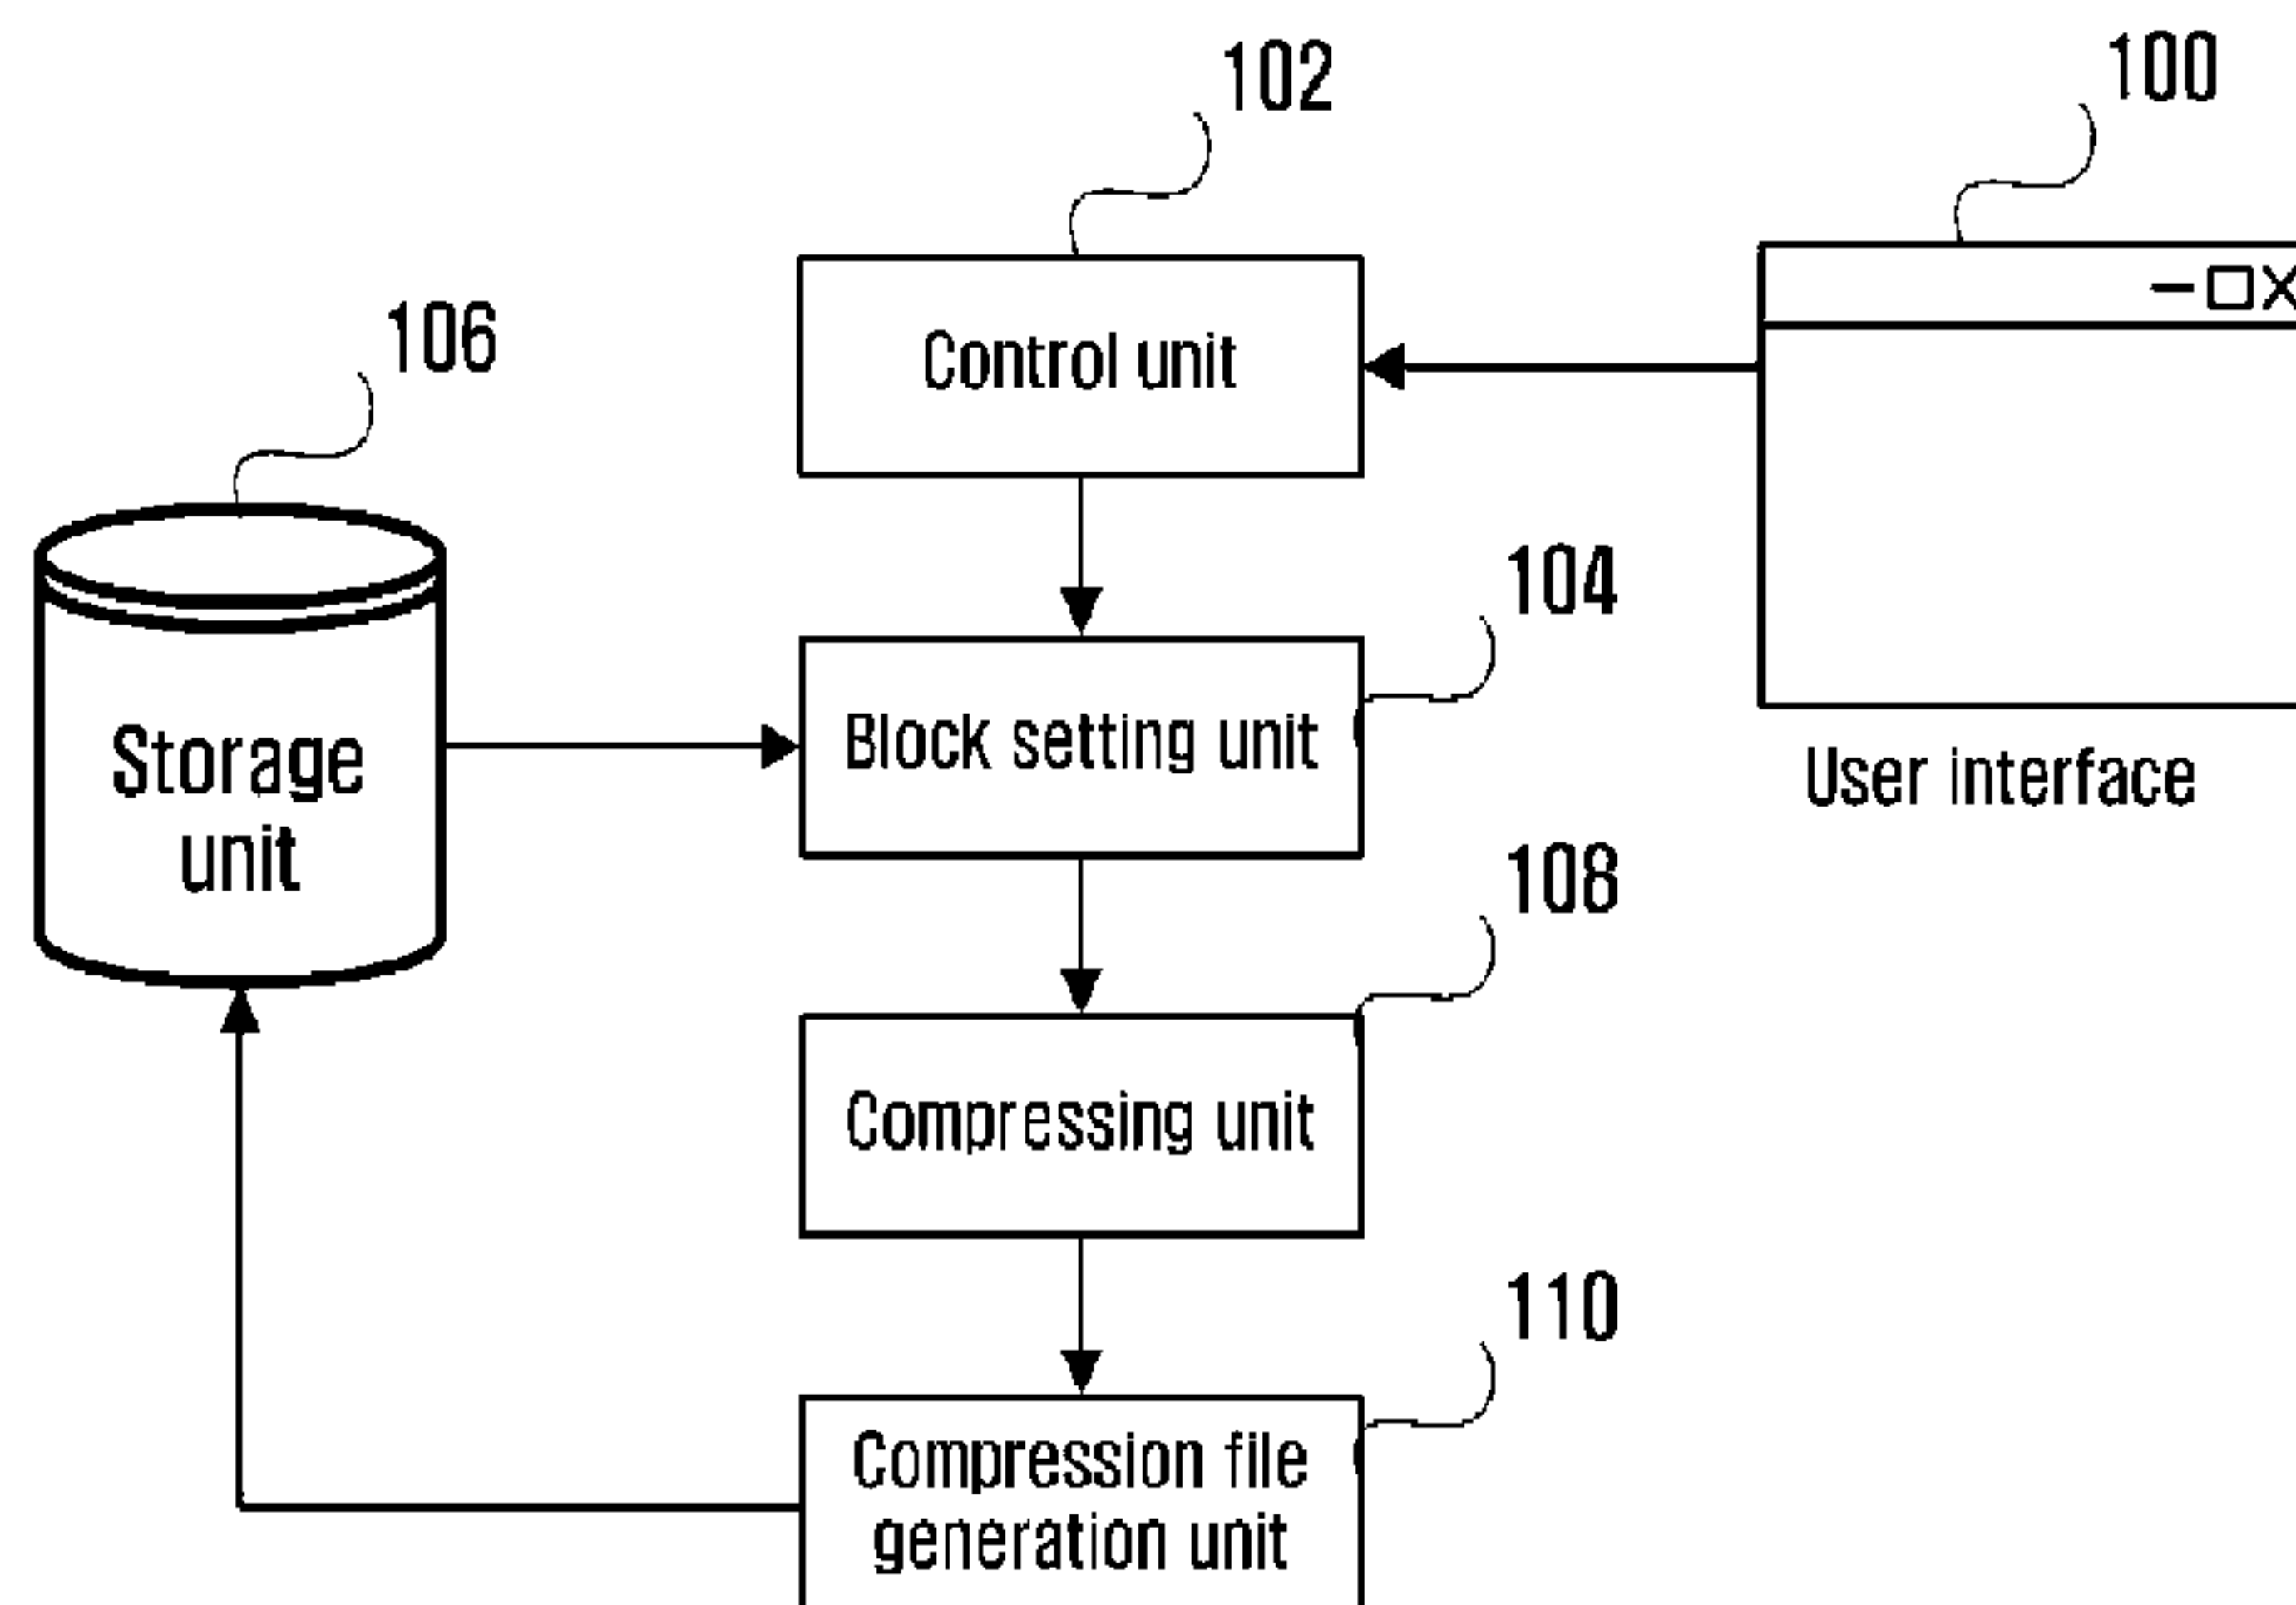 102
100
106
Control unit
104
Block setting unit
Storage
unit
User interface
108
Compressing unit
110
Compression file
generation unit